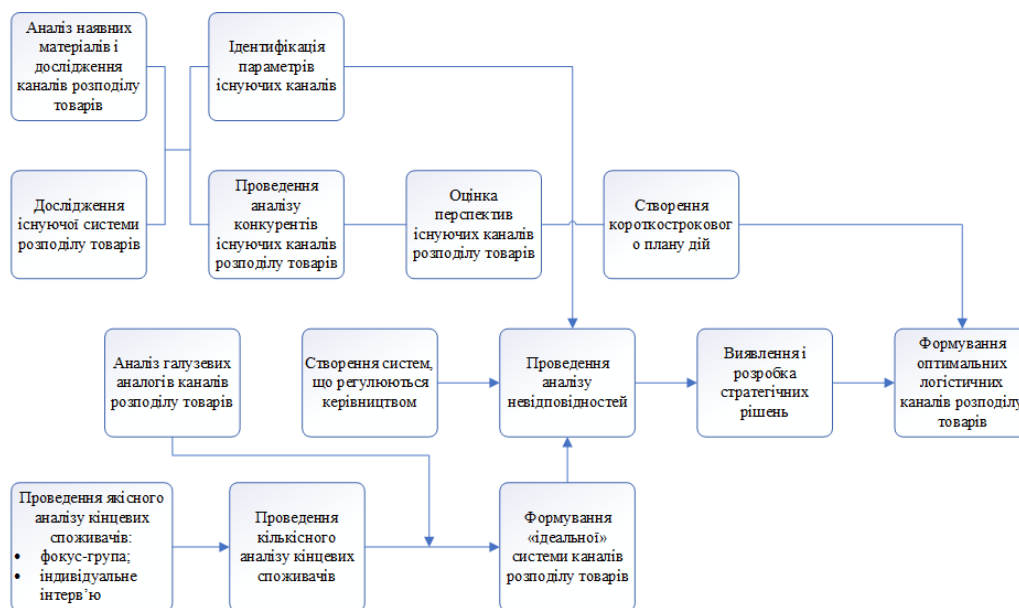 Аналіз наявних
матеріалів і
дослідження
каналів розподілу
товарів
Ідентифікація
параметрів
існуючих каналів
Дослідження
існуючої системи
розподілу товарів
Проведення
аналізу
конкурентів
існуючих каналів
розподілу товарів
Оцінка
перспектив
існуючих каналів
розподілу товарів
Створення
короткостроковог
о плану дій
Аналіз галузевих
аналогів каналів
розподілу товарів
Створення систем,
що регулюються
керівництвом
Проведення
аналізу
невідповідностей
Виявлення і
розробка
стратегічних
рішень
Формування
оптимальних
логістичних
каналів розподілу
товарів
Проведення якісного
аналізу кінцевих
споживачів:
• фокус-група;
• індивідуальне
інтерв’ю
Проведення
кількісного
аналізу кінцевих
споживачів
Формування
«ідеальної»
системи каналів
розподілу товарів